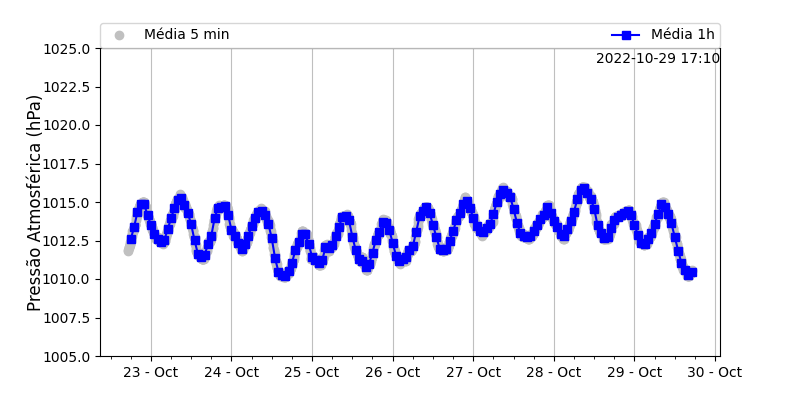 Média 5 min
Média 1h
2022-10-29 17:10
Pressão Atmosférica (hPa)
1025.0
1022.5
1020.0
1017.5
1015.0
1012.5
1010.0
1007.5
1005.0
23 - Oct
24 - Oct
25 - Oct
26 - Oct
27 - Oct
28 - Oct
29 - Oct
30 - Oct